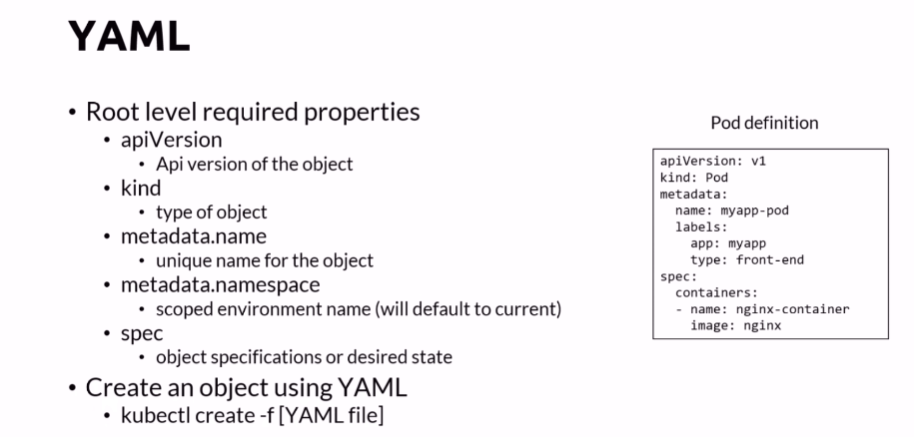 YAML
• Root level required properties
• apiVersion
• Api version of the object
• kind
• type of object
• metadata.name
• unique name for the object
• metadata.namespace
• scoped environment name (will default to current)
• spec
• object specifications or desired state
• Create an object using YAML
• kubectl create -f [YAML file]
Pod definition
apiVersion: v1
kind: Pod
metadata:
  name: myapp-pod
  labels:
    app: myapp
    type: front-end
spec:
  containers:
  - name: nginx-container
    image: nginx